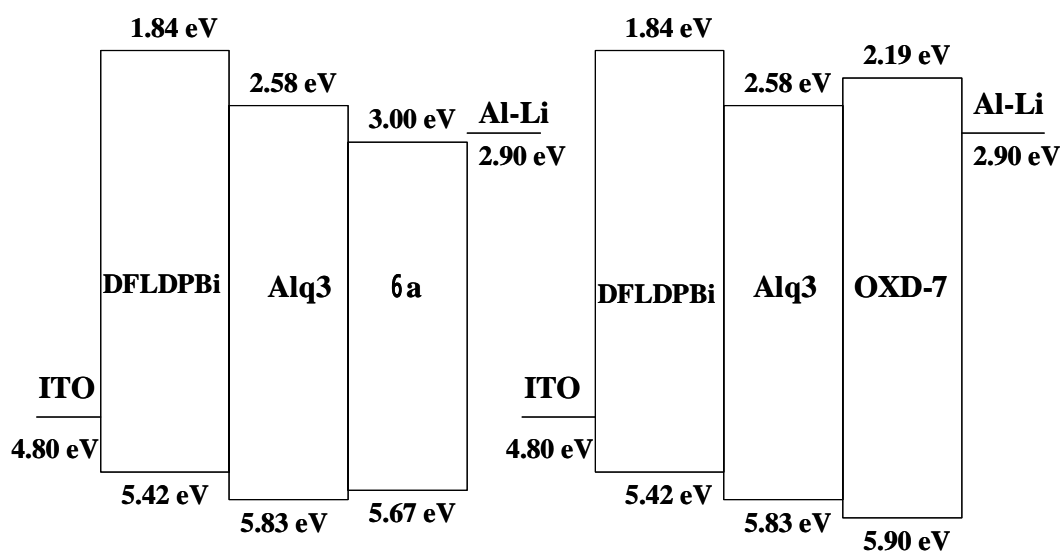 1.84 eV
2.58 eV
3.00 eV
Al-Li
2.90 eV
DFLDPBi
Alq3
6a
ITO
4.80 eV
5.42 eV
5.83 eV
5.67 eV
1.84 eV
2.58 eV
2.19 eV
Al-Li
2.90 eV
DFLDPBi
Alq3
OXD-7
ITO
4.80 eV
5.42 eV
5.83 eV
5.90 eV